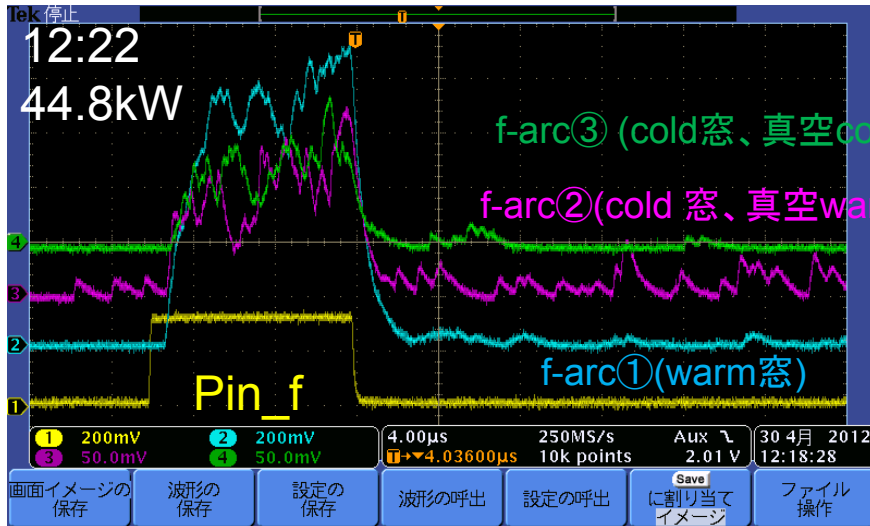 Tek 停止
T
T
12:22
44.8kW
f-arc③ (cold窓、真空co
f-arc②(cold 窓、真空wa
4
3
2
f-arc①(warm窓)
Pin_f
1
1 200mV 2 200mV 4.00μs 250MS/s Aux 30 4月 2012
3 50.0mV 4 50.0mV T→▼4.03600μs 10k points 2.01 V 12:18:28
画面イメージの
保存
波形の
保存
設定の
保存
波形の呼出
設定の呼出
Save
に割り当て
イメージ
ファイル
操作